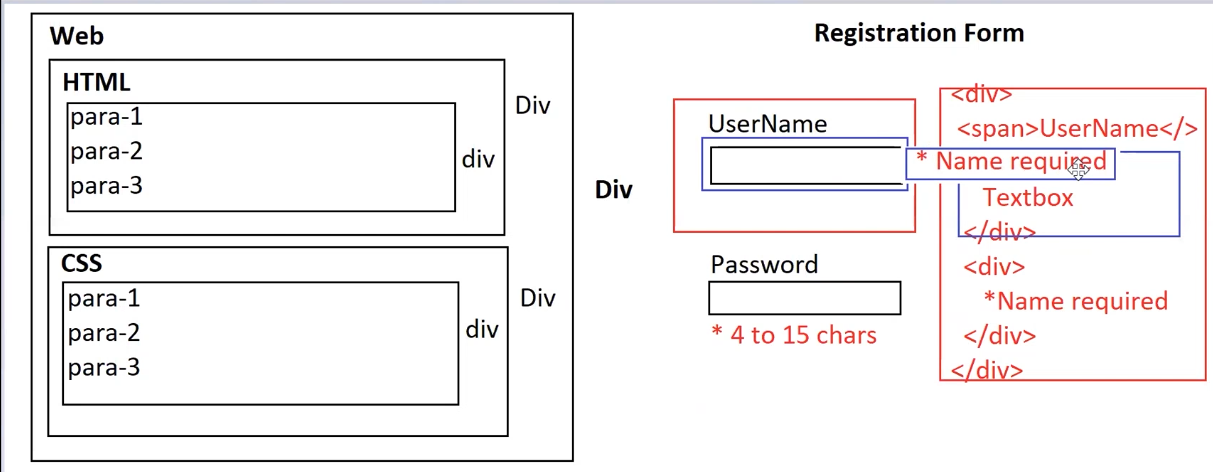 Web
HTML
para-1
para-2
para-3
div
Div
CSS
para-1
para-2
para-3
div
Div
Div
Registration Form
UserName
* Name required
Password
* 4 to 15 chars
<div>
<span>UserName</>
Textbox
</div>
<div>
*Name required
</div>
</div>